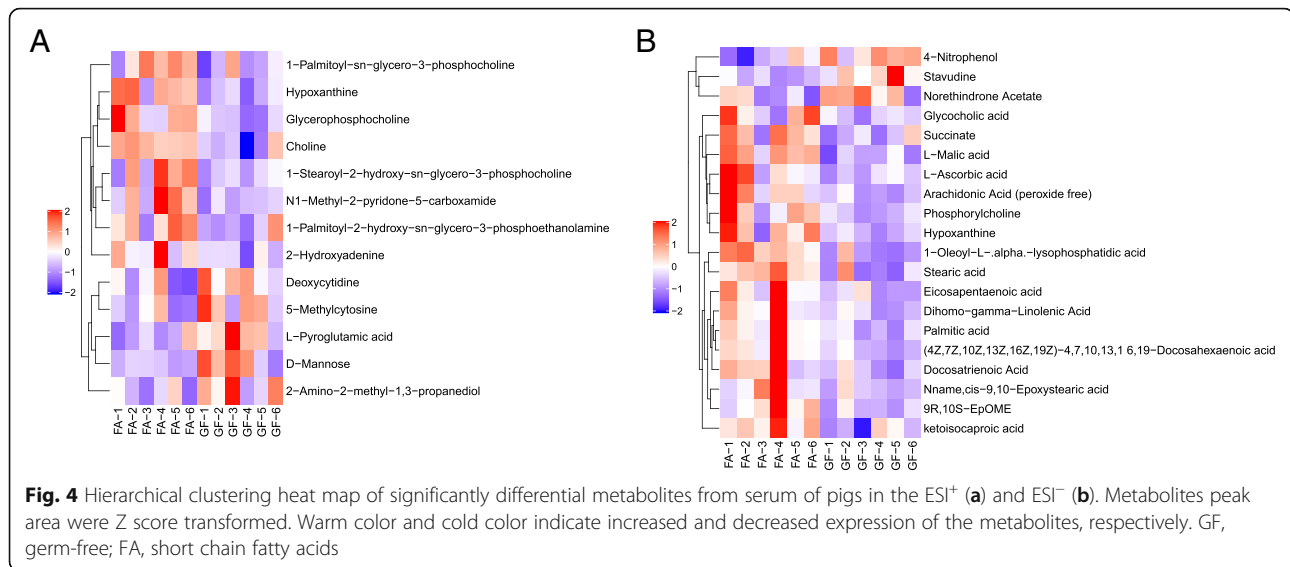 A
1-Palmitoyl-sn-glycero-3-phosphocholine
Hypoxanthine
Glycerophosphocholine
Choline
1-Stearoyl-2-hydroxy-sn-glycero-3-phosphocholine
N1-Methyl-2-pyridone-5-carboxamide
1-Palmitoyl-2-hydroxy-sn-glycero-3-phosphoethanolamine
2-Hydroxyadenine
Deoxycytidine
5-Methylcytosine
L-Pyroglutamic acid
D-Mannose
2-Amino-2-methyl-1,3-propanediol
2
1
0
-1
-2
FA-1
FA-2
FA-3
FA-4
FA-5
FA-6
GF-1
GF-2
GF-3
GF-4
GF-5
GF-6
B
4-Nitrophenol
Stavudine
Norethindrone Acetate
Glycocholic acid
Succinate
L-Malic acid
L-Ascorbic acid
Arachidonic Acid (peroxide free)
Phosphorylcholine
Hypoxanthine
1-Oleoyl-L-.alpha.-lysophosphatidic acid
Stearic acid
Eicosapentaenoic acid
Dihomo-gamma-Linolenic Acid
Palmitic acid
(4Z,7Z,10Z,13Z,16Z,19Z)-4,7,10,13,1 6,19-Docosahexaenoic acid
Docosatrienoic Acid
Nname,cis-9,10-Epoxystearic acid
9R,10S-EpOME
ketoisocaproic acid
2
1
0
-1
-2
FA-1
FA-2
FA-3
FA-4
FA-5
FA-6
GF-1
GF-2
GF-3
GF-4
GF-5
GF-6
Fig. 4 Hierarchical clustering heat map of significantly differential metabolites from serum of pigs in the ESI⁺ (a) and ESI⁻ (b). Metabolites peak
area were Z score transformed. Warm color and cold color indicate increased and decreased expression of the metabolites, respectively. GF,
germ-free; FA, short chain fatty acids